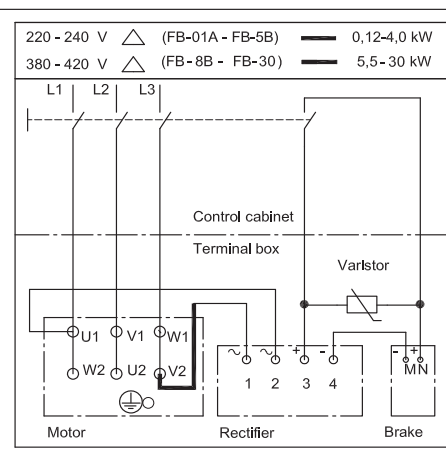 220 - 240 V △ (FB-01A - FB-5B) 0,12-4,0 kW
380 - 420 V △ (FB - 8B - FB-30) 5,5 - 30 kW
L1 L2 L3
Control cabinet
Terminal box
Varistor
U1 V1 W1
~ ~ + -
- +
W2 U2 V2
MN
1 2 3 4
Motor Rectifier Brake